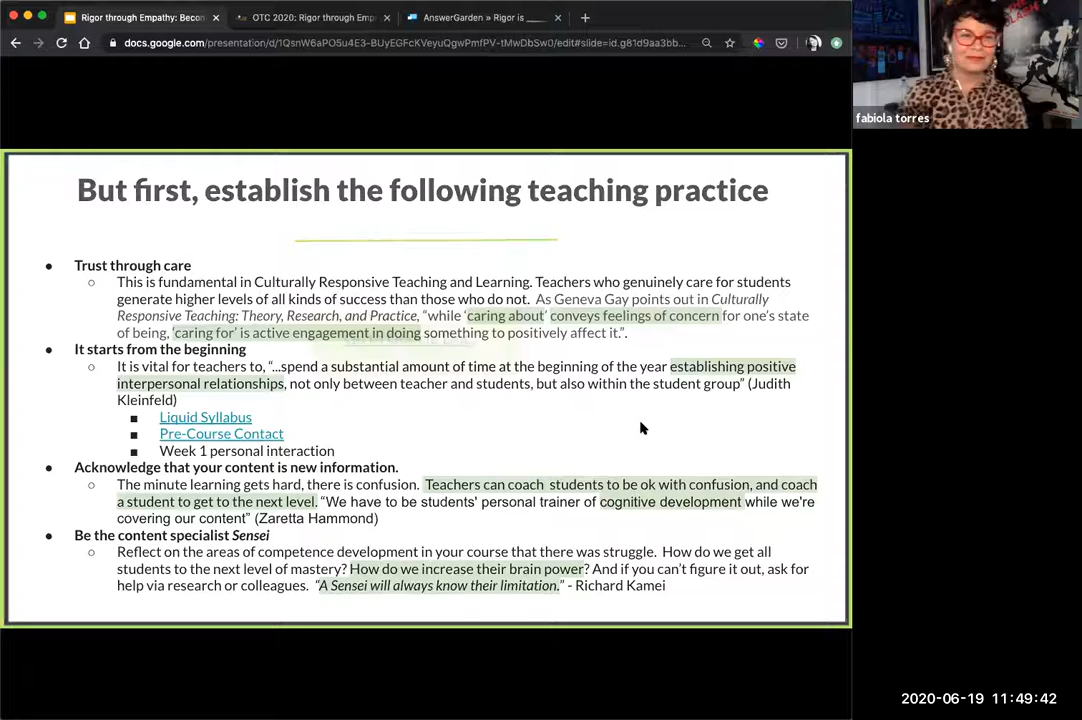 Rigor through Empathy: Becon
OTC 2020: Rigor through Emp
AnswerGarden » Rigor is ____
docs.google.com/presentation/d/1QsnW6aPO5u4E3-BUyEGFcKVeyuQgwPmfPV-tMwDbSw0/edit#slide=id.g81d9aa3bb...
THE CLASH
fabiola torres
But first, establish the following teaching practice
● Trust through care
○ This is fundamental in Culturally Responsive Teaching and Learning. Teachers who genuinely care for students
generate higher levels of all kinds of success than those who do not. As Geneva Gay points out in Culturally
Responsive Teaching: Theory, Research, and Practice, “while ‘caring about’ conveys feelings of concern for one’s state
of being, ‘caring for’ is active engagement in doing something to positively affect it.”.
● It starts from the beginning
○ It is vital for teachers to, “...spend a substantial amount of time at the beginning of the year establishing positive
interpersonal relationships, not only between teacher and students, but also within the student group” (Judith
Kleinfeld)
■ Liquid Syllabus
■ Pre-Course Contact
■ Week 1 personal interaction
● Acknowledge that your content is new information.
○ The minute learning gets hard, there is confusion. Teachers can coach students to be ok with confusion, and coach
a student to get to the next level. “We have to be students' personal trainer of cognitive development while we're
covering our content” (Zaretta Hammond)
● Be the content specialist Sensei
○ Reflect on the areas of competence development in your course that there was struggle. How do we get all
students to the next level of mastery? How do we increase their brain power? And if you can’t figure it out, ask for
help via research or colleagues. “A Sensei will always know their limitation.” - Richard Kamei
2020-06-19 11:49:42